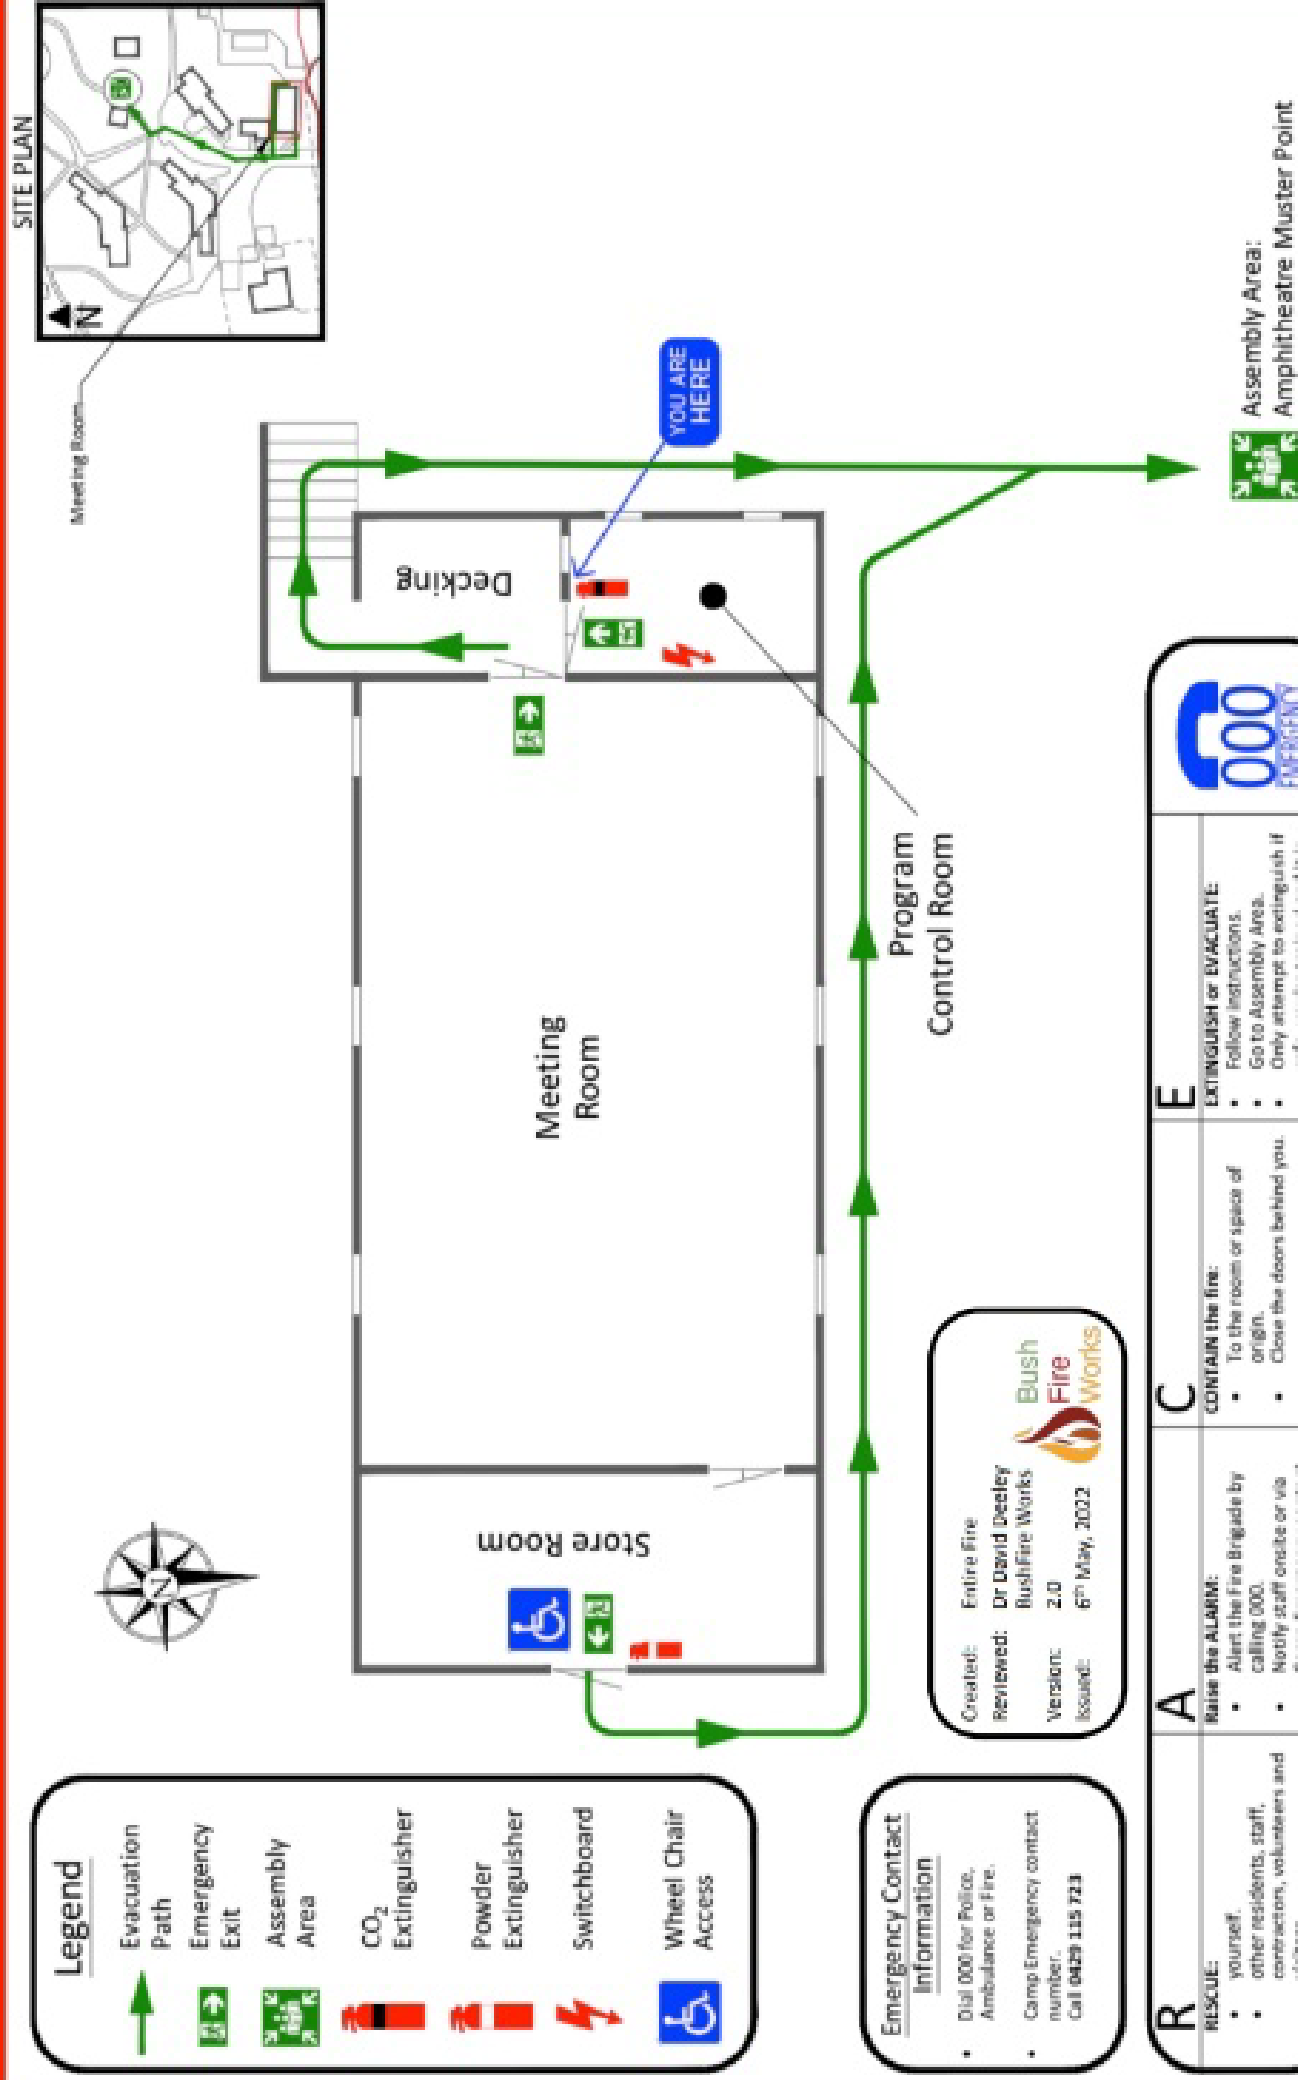 SITE PLAN
N
Meeting Room
YOU ARE
HERE
Decking
Meeting
Room
Store Room
Program
Control Room
N
Assembly Area:
Amphitheatre Muster Point
Legend
Evacuation
Path
Emergency
Exit
Assembly
Area
CO2
Extinguisher
Powder
Extinguisher
Switchboard
Wheel Chair
Access
Emergency Contact
Information
• Dial 000 for Police,
Ambulance or Fire.
• Camp Emergency contact
number.
Call 0429 115 723
Created: Entire Fire
Reviewed: Dr David Deeley
BushFire Works
Version: 2.0
Issued: 6th May, 2022
Bush
Fire
Works
R
RESCUE:
• yourself.
• other residents, staff,
contractors, volunteers and
A
Raise the ALARM:
• Alert the Fire Brigade by
calling 000.
• Notify staff onsite or via
C
CONTAIN the fire:
• To the room or space of
origin.
• Close the doors behind you.
E
EXTINGUISH or EVACUATE:
• Follow instructions.
• Go to Assembly Area.
• Only attempt to extinguish if
000
EMERGENCY